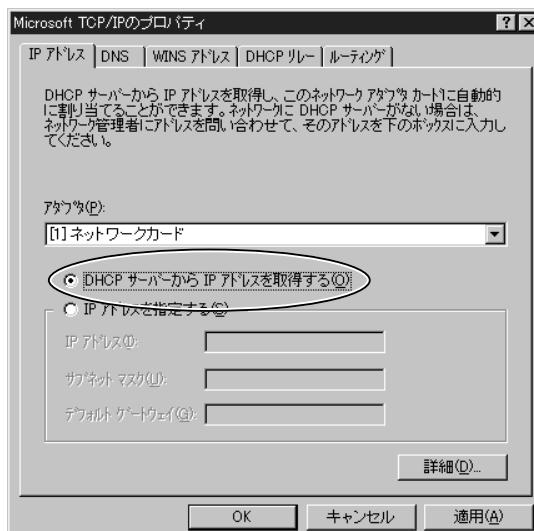 Microsoft TCP/IPのプロパティ
IP アドレス DNS WINS アドレス DHCP リレー ルーティング
DHCP サーバーから IP アドレスを取得し、このネットワーク アダプタ カードに自動的
に割り当てることができます。ネットワークに DHCP サーバーがない場合は、
ネットワーク管理者にアドレスを問い合わせて、そのアドレスを下のボックスに入力し
てください。
アダプタ(P):
[1] ネットワークカード
DHCP サーバーから IP アドレスを取得する(O)
IP アドレスを指定する(S)
IP アドレス(I):
サブネット マスク(U):
デフォルト ゲートウェイ(G):
詳細(D)...
OK キャンセル 適用(A)